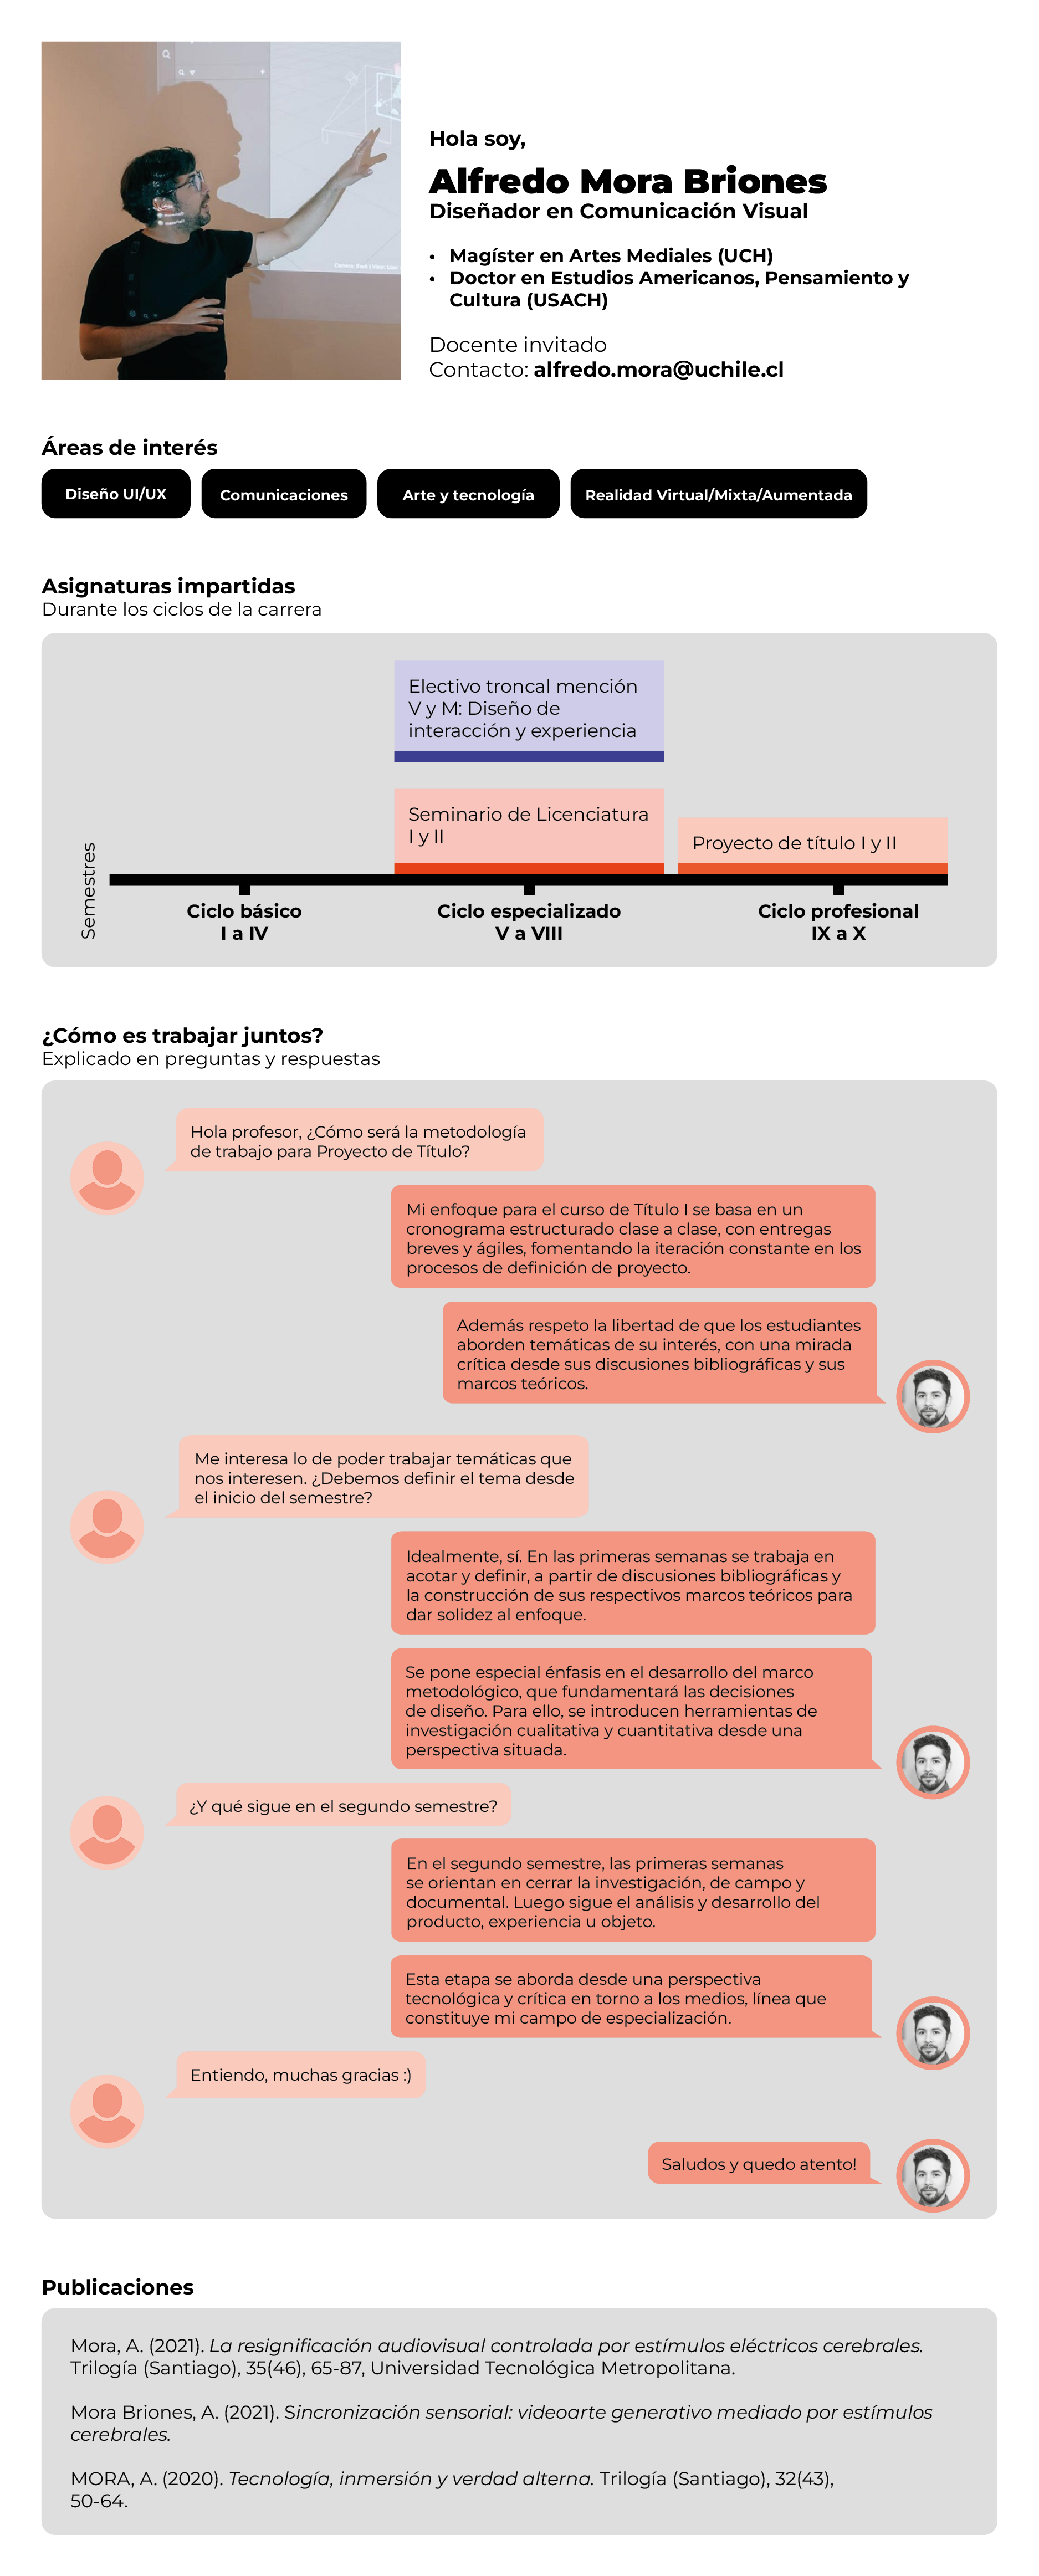 Hola soy,
Alfredo Mora Briones
Diseñador en Comunicación Visual
• Magíster en Artes Mediales (UCH)
• Doctor en Estudios Americanos, Pensamiento y
Cultura (USACH)
Docente invitado
Contacto: alfredo.mora@uchile.cl
Áreas de interés
Diseño UI/UX
Comunicaciones
Arte y tecnología
Realidad Virtual/Mixta/Aumentada
Asignaturas impartidas
Durante los ciclos de la carrera
Electivo troncal mención
V y M: Diseño de
interacción y experiencia
Seminario de Licenciatura
I y II
Proyecto de título I y II
Semestres
Ciclo básico
I a IV
Ciclo especializado
V a VIII
Ciclo profesional
IX a X
¿Cómo es trabajar juntos?
Explicado en preguntas y respuestas
Hola profesor, ¿Cómo será la metodología
de trabajo para Proyecto de Título?
Mi enfoque para el curso de Título I se basa en un
cronograma estructurado clase a clase, con entregas
breves y ágiles, fomentando la iteración constante en los
procesos de definición de proyecto.
Además respeto la libertad de que los estudiantes
aborden temáticas de su interés, con una mirada
crítica desde sus discusiones bibliográficas y sus
marcos teóricos.
Me interesa lo de poder trabajar temáticas que
nos interesen. ¿Debemos definir el tema desde
el inicio del semestre?
Idealmente, sí. En las primeras semanas se trabaja en
acotar y definir, a partir de discusiones bibliográficas y
la construcción de sus respectivos marcos teóricos para
dar solidez al enfoque.
Se pone especial énfasis en el desarrollo del marco
metodológico, que fundamentará las decisiones
de diseño. Para ello, se introducen herramientas de
investigación cualitativa y cuantitativa desde una
perspectiva situada.
¿Y qué sigue en el segundo semestre?
En el segundo semestre, las primeras semanas
se orientan en cerrar la investigación, de campo y
documental. Luego sigue el análisis y desarrollo del
producto, experiencia u objeto.
Esta etapa se aborda desde una perspectiva
tecnológica y crítica en torno a los medios, línea que
constituye mi campo de especialización.
Entiendo, muchas gracias :)
Saludos y quedo atento!
Publicaciones
Mora, A. (2021). La resignificación audiovisual controlada por estímulos eléctricos cerebrales.
Trilogía (Santiago), 35(46), 65-87, Universidad Tecnológica Metropolitana.
Mora Briones, A. (2021). Sincronización sensorial: videoarte generativo mediado por estímulos
cerebrales.
MORA, A. (2020). Tecnología, inmersión y verdad alterna. Trilogía (Santiago), 32(43),
50-64.